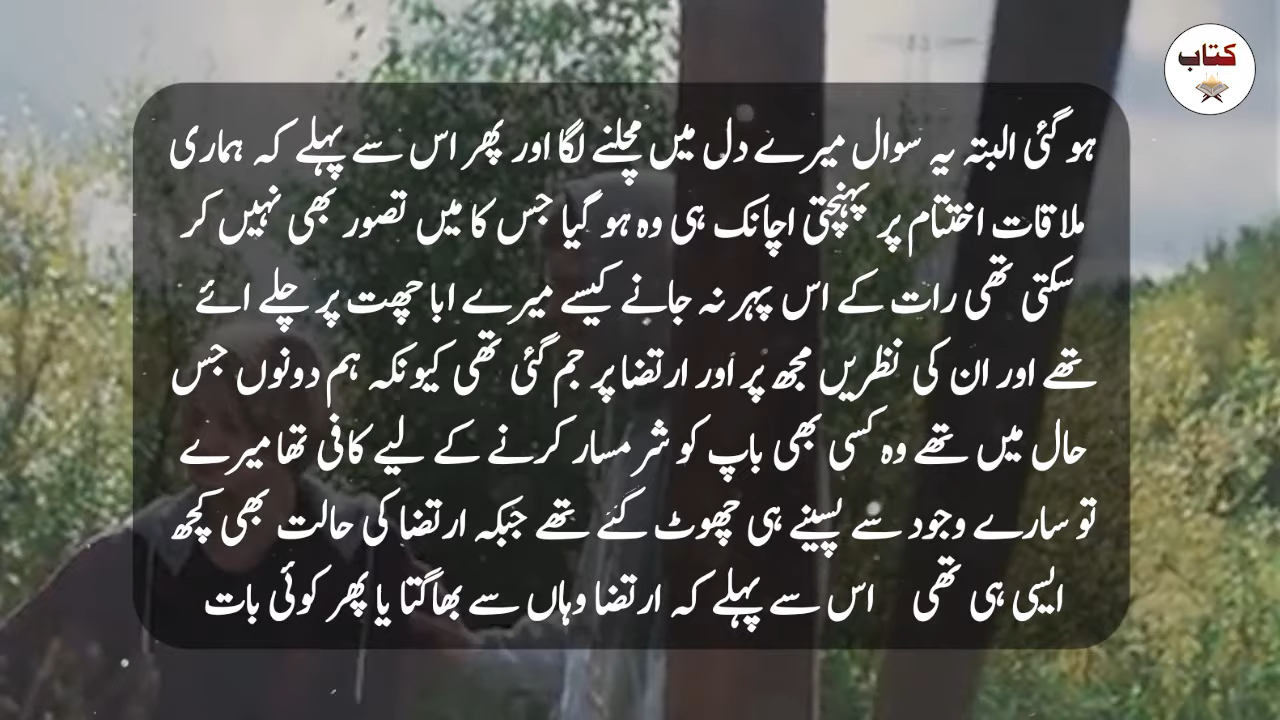 کتاب
ہو گئی البتہ یہ سوال میرے دل میں مچلنے لگا اور پھر اس سے پہلے کہ ہماری
ملاقات اختتام پر پہنچتی اچانک ہی وہ ہو گیا جس کا میں تصور بھی نہیں کر
سکتی تھی رات کے اس پہر نہ جانے کیسے میرے ابا چھت پر چلے ائے
تھے اور ان کی نظریں مجھ پر اور ارتضا پر جم گئی تھی کیونکہ ہم دونوں جس
حال میں تھے وہ کسی بھی باپ کو شرمسار کرنے کے لیے کافی تھا میرے
تو سارے وجود سے پسینے ہی چھوٹ گئے تھے جبکہ ارتضا کی حالت بھی کچھ
ایسی ہی تھی اس سے پہلے کہ ارتضا وہاں سے بھاگتا یا پھر کوئی بات